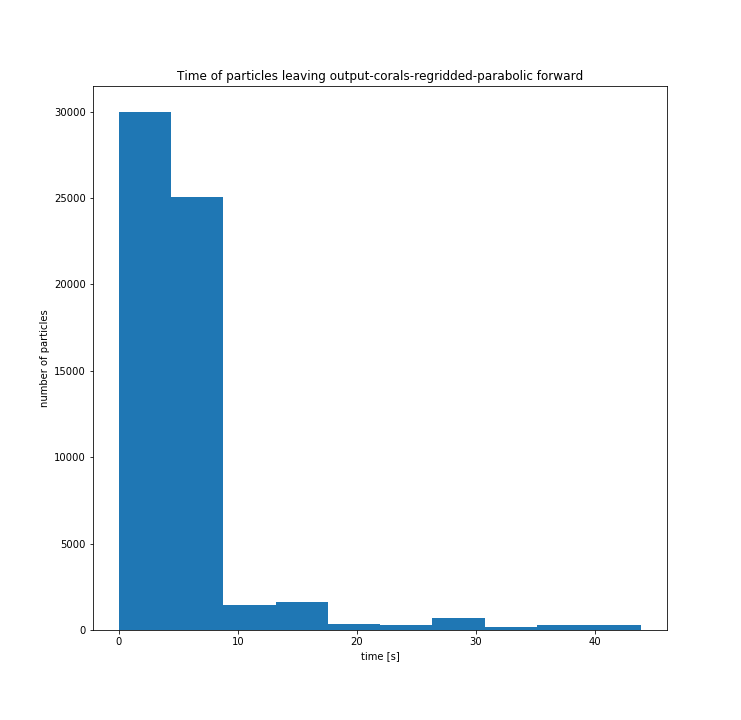 Time of particles leaving output-corals-regridded-parabolic forward
30000
25000
20000
15000
10000
5000
0
number of particles
0 10 20 30 40
time [s]